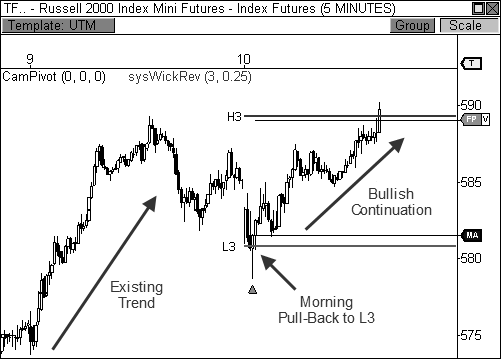 TF.. - Russell 2000 Index Mini Futures - Index Futures (5 MINUTES)
Template: UTM
Group
Scale
9
10
T
CamPivot (0, 0, 0)
sysWickRev (3, 0.25)
590
H3
FP
V
585
Bullish
Continuation
MA
L3
580
Existing
Trend
Morning
Pull-Back to L3
575